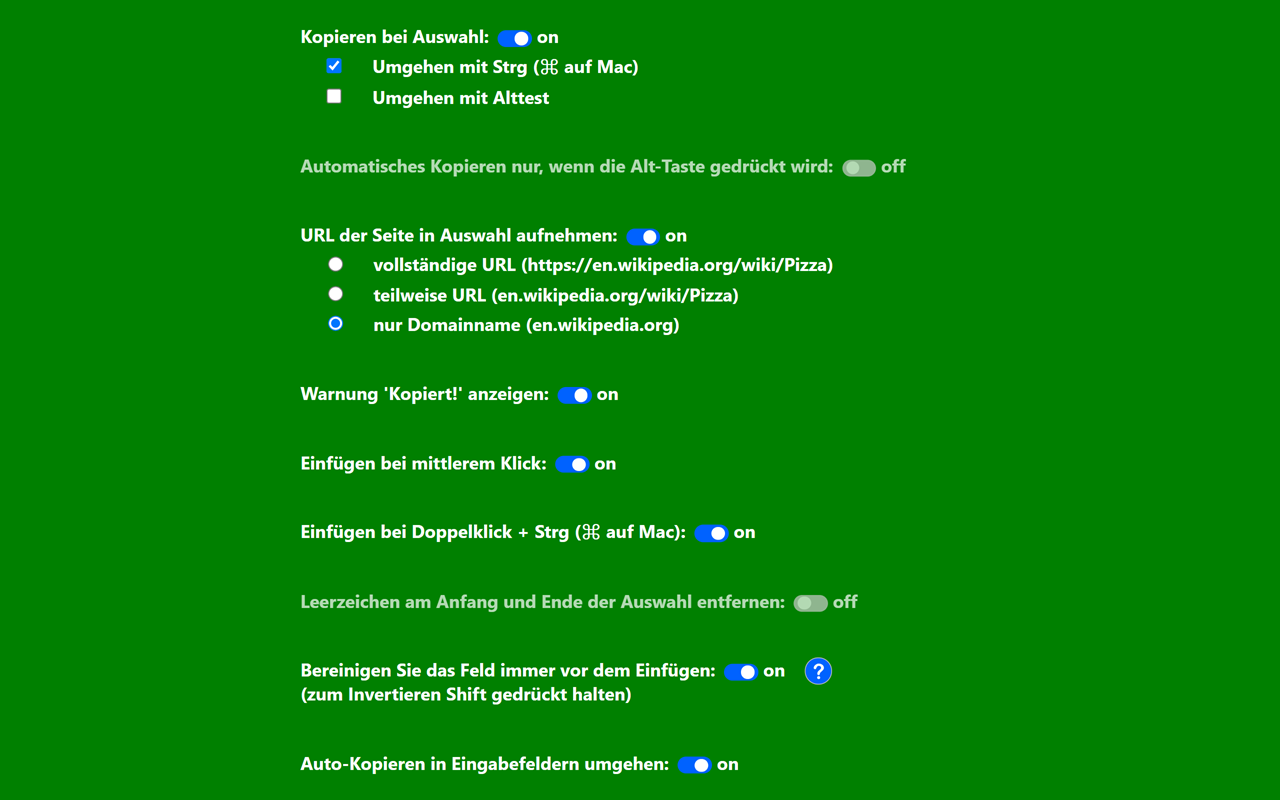 Kopieren bei Auswahl: on
Umgehen mit Strg (⌘ auf Mac)
Umgehen mit Alttest
Automatisches Kopieren nur, wenn die Alt-Taste gedrückt wird: off
URL der Seite in Auswahl aufnehmen: on
vollständige URL (https://en.wikipedia.org/wiki/Pizza)
teilweise URL (en.wikipedia.org/wiki/Pizza)
nur Domainname (en.wikipedia.org)
Warnung 'Kopiert!' anzeigen: on
Einfügen bei mittlerem Klick: on
Einfügen bei Doppelklick + Strg (⌘ auf Mac): on
Leerzeichen am Anfang und Ende der Auswahl entfernen: off
Bereinigen Sie das Feld immer vor dem Einfügen: on ?
(zum Invertieren Shift gedrückt halten)
Auto-Kopieren in Eingabefeldern umgehen: on